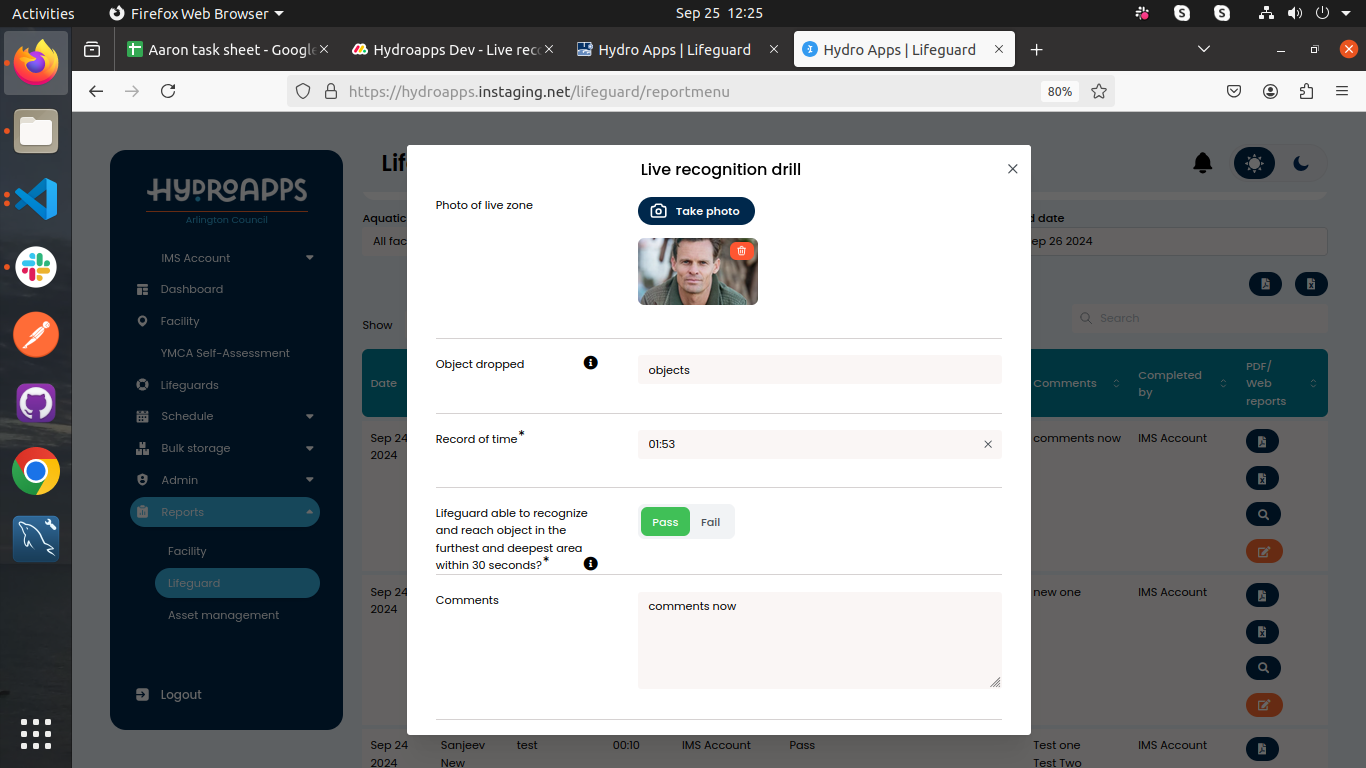 Activities
Firefox Web Browser
Sep 25 12:25
Aaron task sheet - Google
Hydroapps Dev - Live rec
Hydro Apps | Lifeguard
Hydro Apps | Lifeguard
https://hydroapps.instaging.net/lifeguard/reportmenu
80%
HYDROAPPS
Arlington Council
IMS Account
Dashboard
Facility
YMCA Self-Assessment
Lifeguards
Schedule
Bulk storage
Admin
Reports
Facility
Lifeguard
Asset management
Logout
Lif
Aquatic
All fac
d date
ep 26 2024
Show
Search
Date
Comments
Completed
by
PDF/
Web
reports
Sep 24
2024
comments now
IMS Account
Sep 24
2024
new one
IMS Account
Sep 24
2024
Sanjeev
New
test
00:10
IMS Account
Pass
Test one
Test Two
IMS Account
Live recognition drill
Photo of live zone
Take photo
Object dropped
objects
Record of time*
01:53
Lifeguard able to recognize
and reach object in the
furthest and deepest area
within 30 seconds?*
Pass
Fail
Comments
comments now